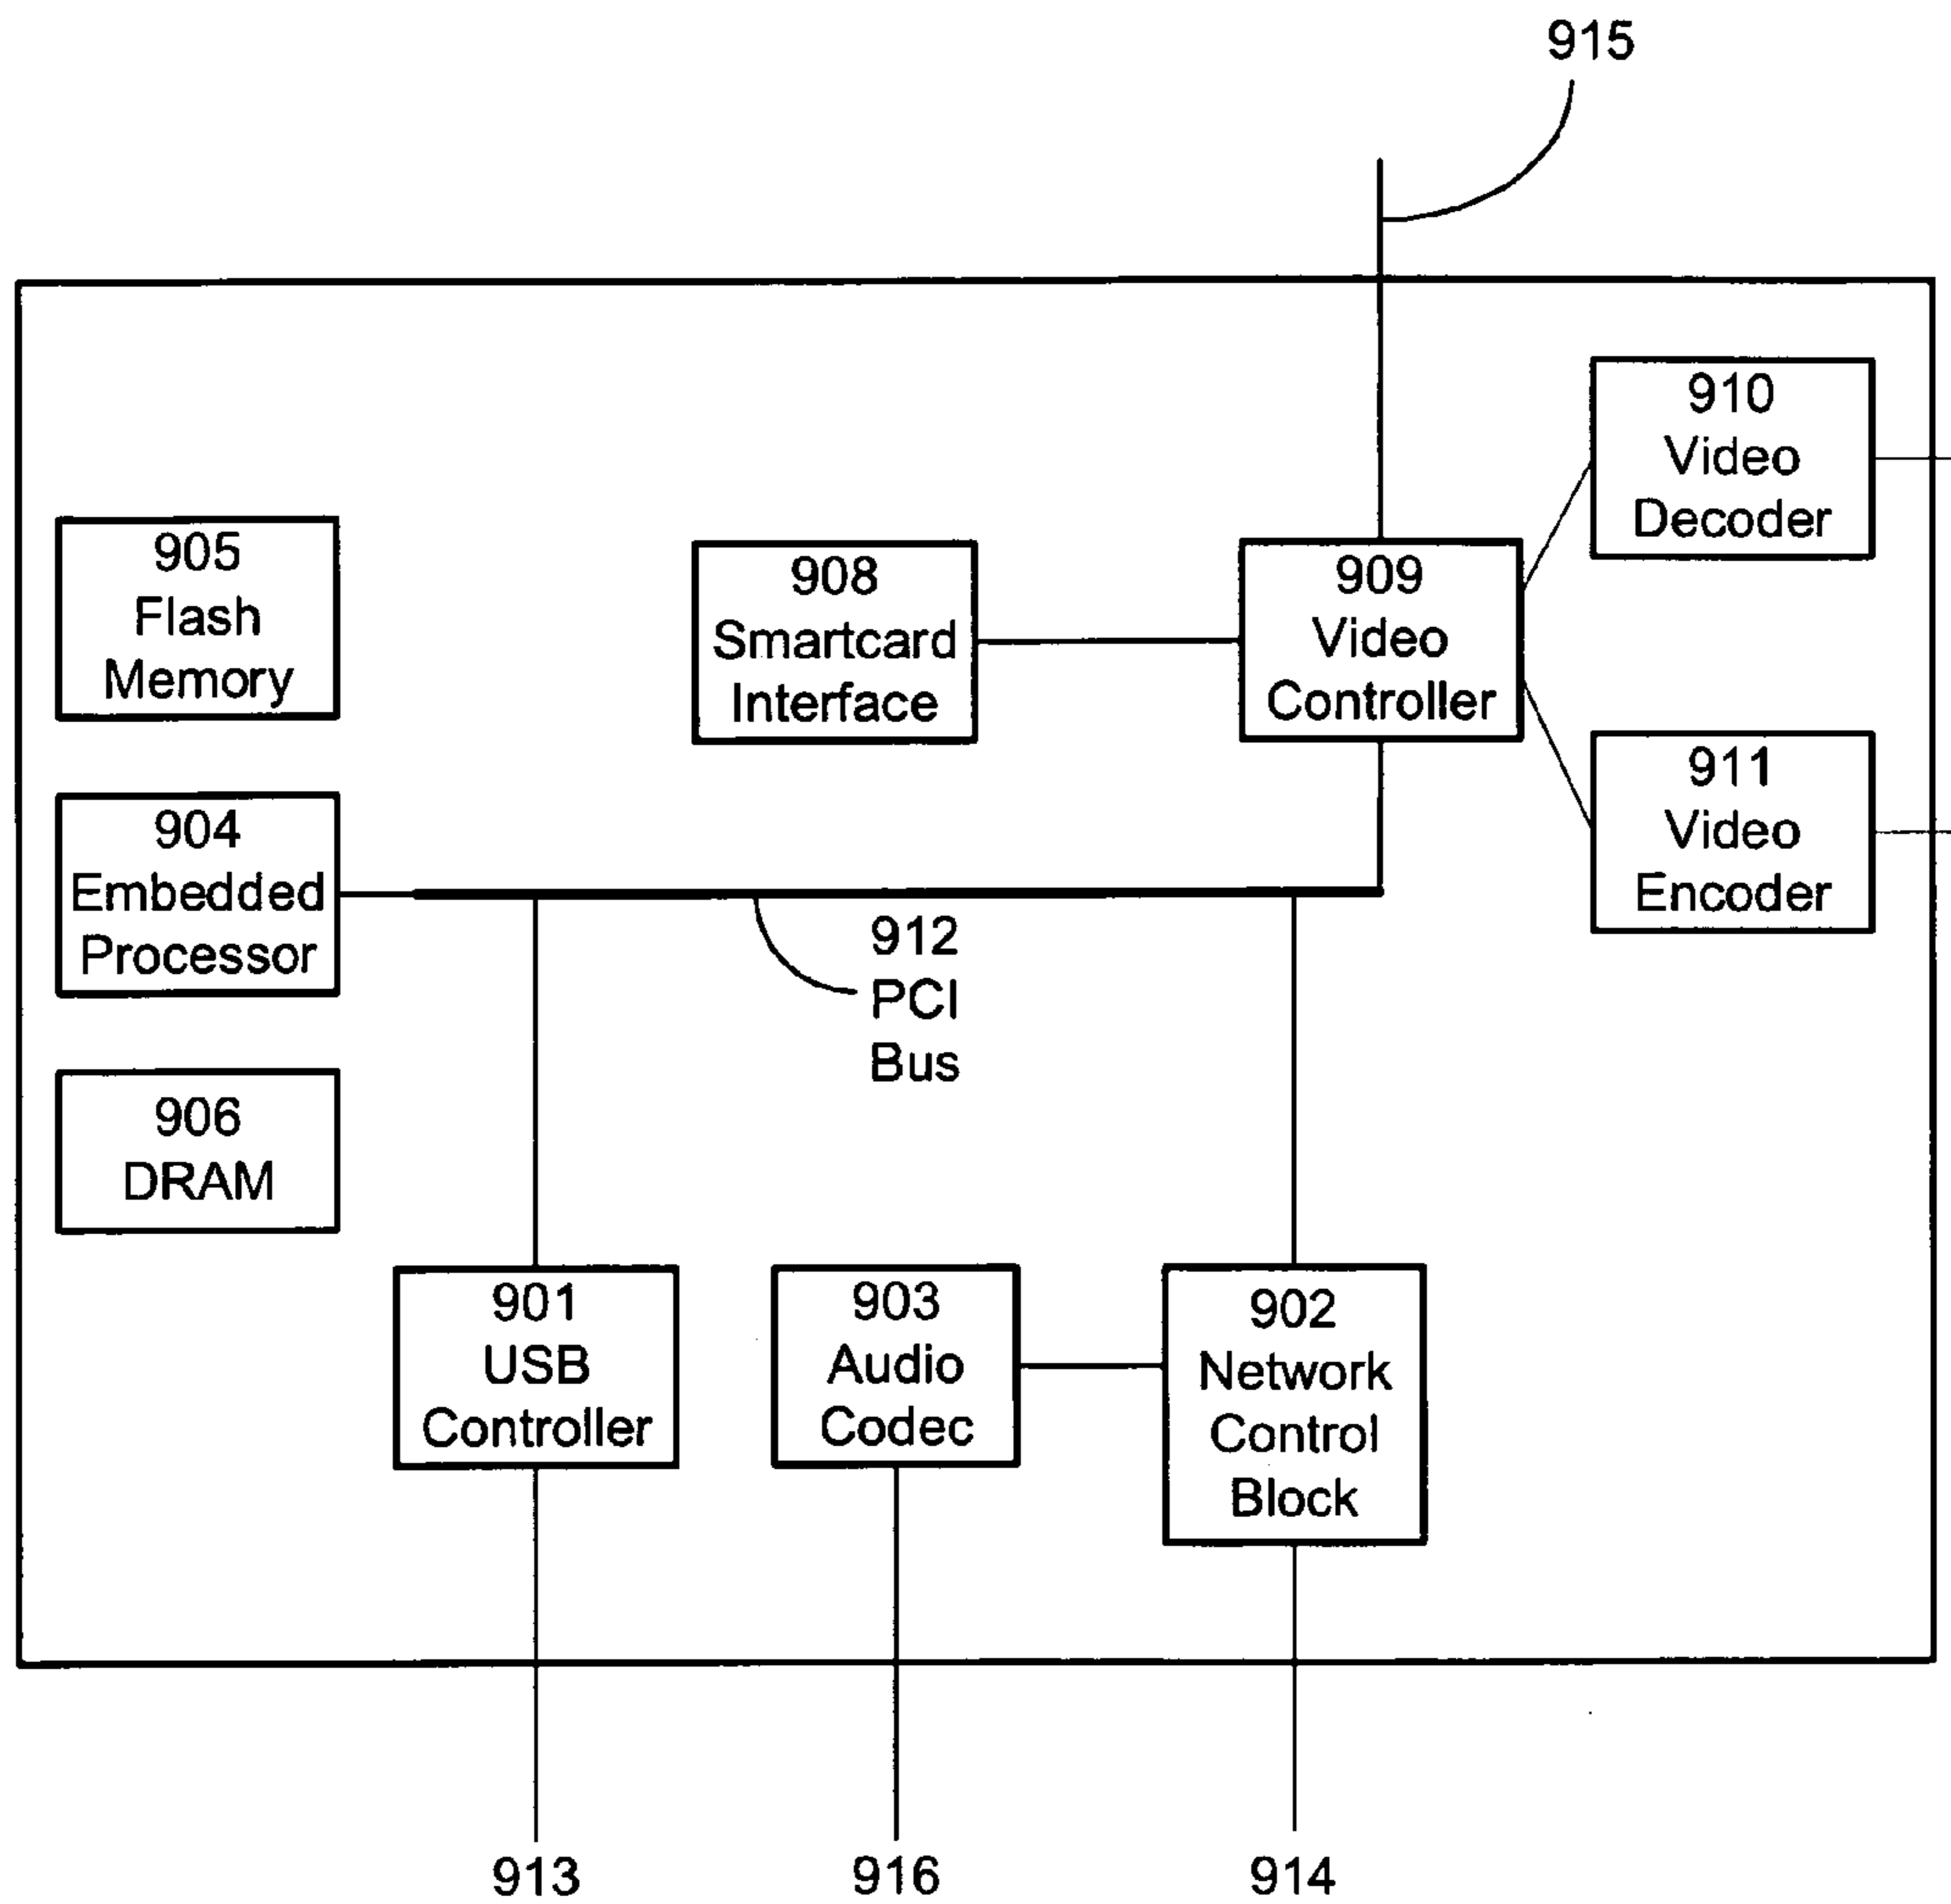 915
910
Video
Decoder
905
Flash
Memory
908
Smartcard
Interface
909
Video
Controller
911
Video
Encoder
904
Embedded
Processor
912
PCI
Bus
906
DRAM
901
USB
Controller
903
Audio
Codec
902
Network
Control
Block
913
916
914